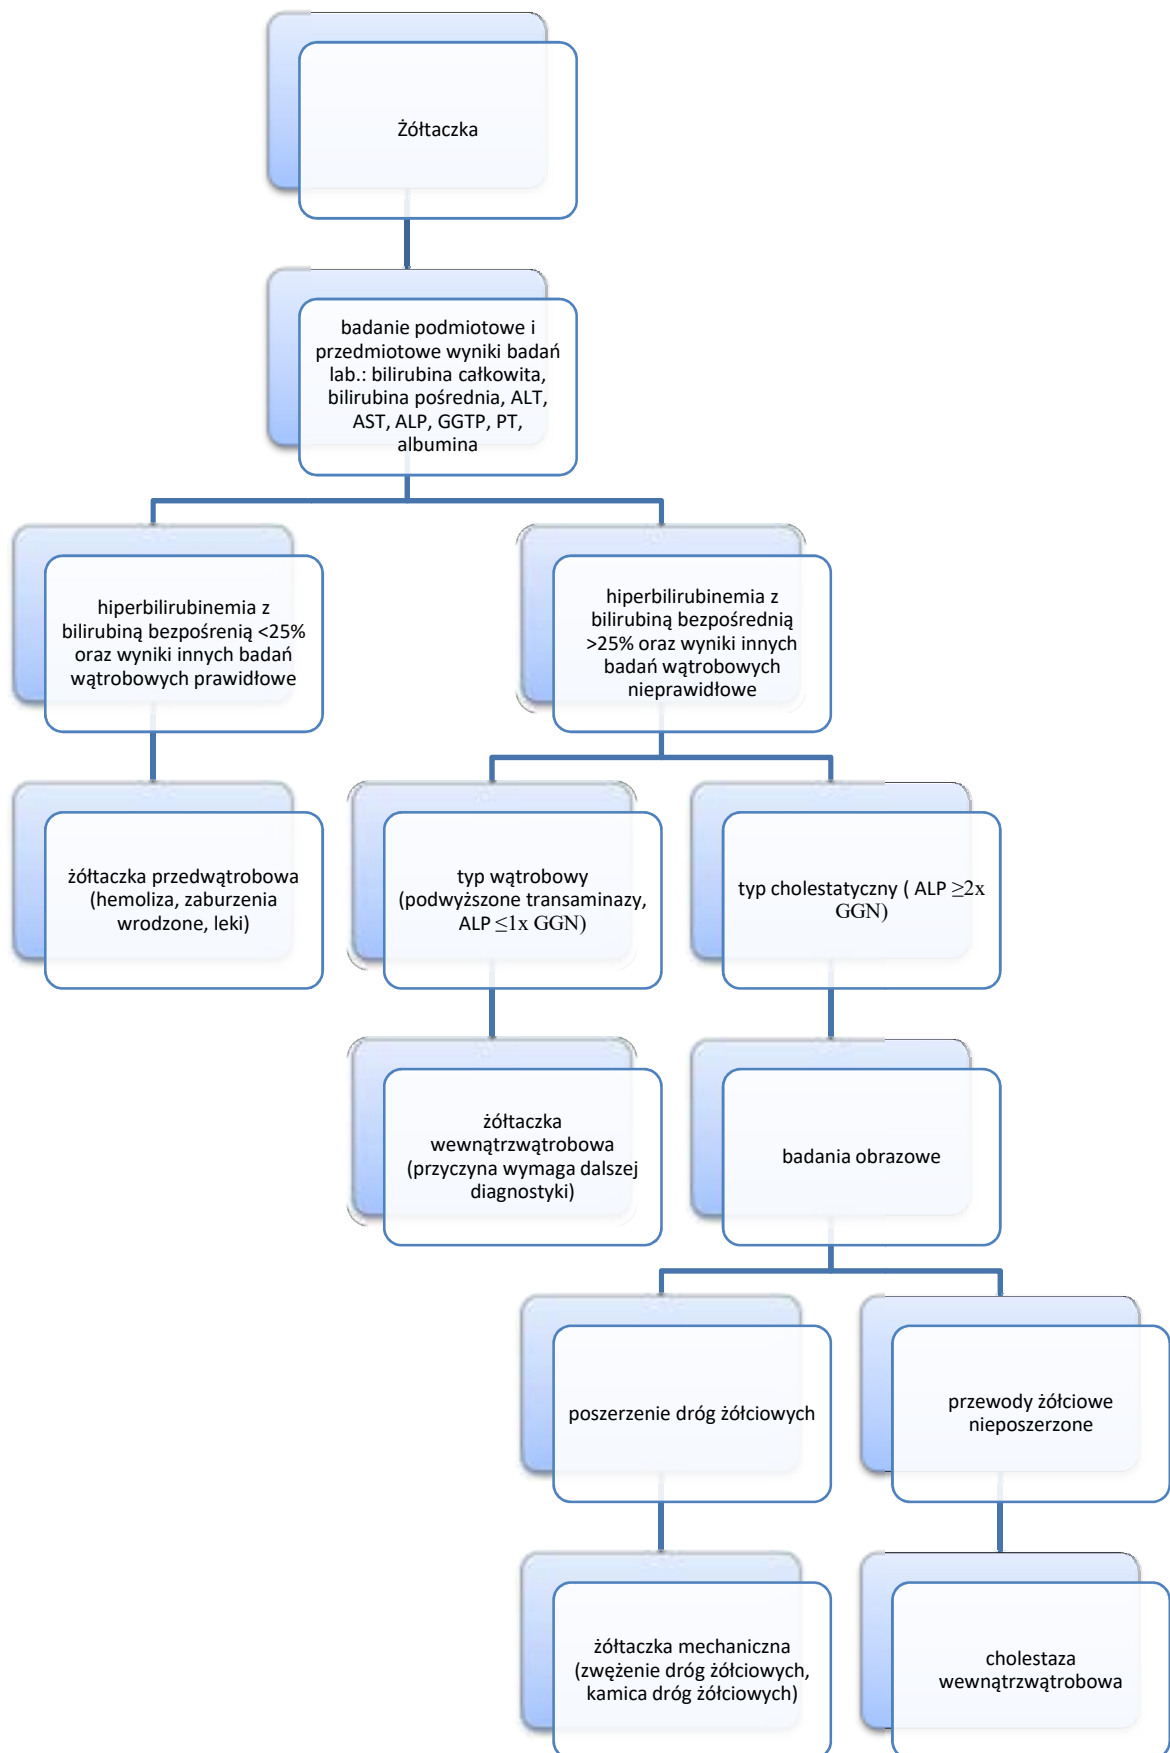 Żółtaczka
badanie podmiotowe i
przedmiotowe wyniki badań
lab.: bilirubina całkowita,
bilirubina pośrednia, ALT,
AST, ALP, GGTP, PT,
albumina
hiperbilirubinemia z
bilirubiną bezpośrenią <25%
oraz wyniki innych badań
wątrobowych prawidłowe
hiperbilirubinemia z
bilirubiną bezpośrednią
>25% oraz wyniki innych
badań wątrobowych
nieprawidłowe
żółtaczka przedwątrobowa
(hemoliza, zaburzenia
wrodzone, leki)
typ wątrobowy
(podwyższone transaminazy,
ALP ≤1x GGN)
typ cholestatyczny ( ALP ≥2x
GGN)
żółtaczka
wewnątrzwątrobowa
(przyczyna wymaga dalszej
diagnostyki)
badania obrazowe
poszerzenie dróg żółciowych
przewody żółciowe
nieposzerzone
żółtaczka mechaniczna
(zwężenie dróg żółciowych,
kamica dróg żółciowych)
cholestaza
wewnątrzwątrobowa